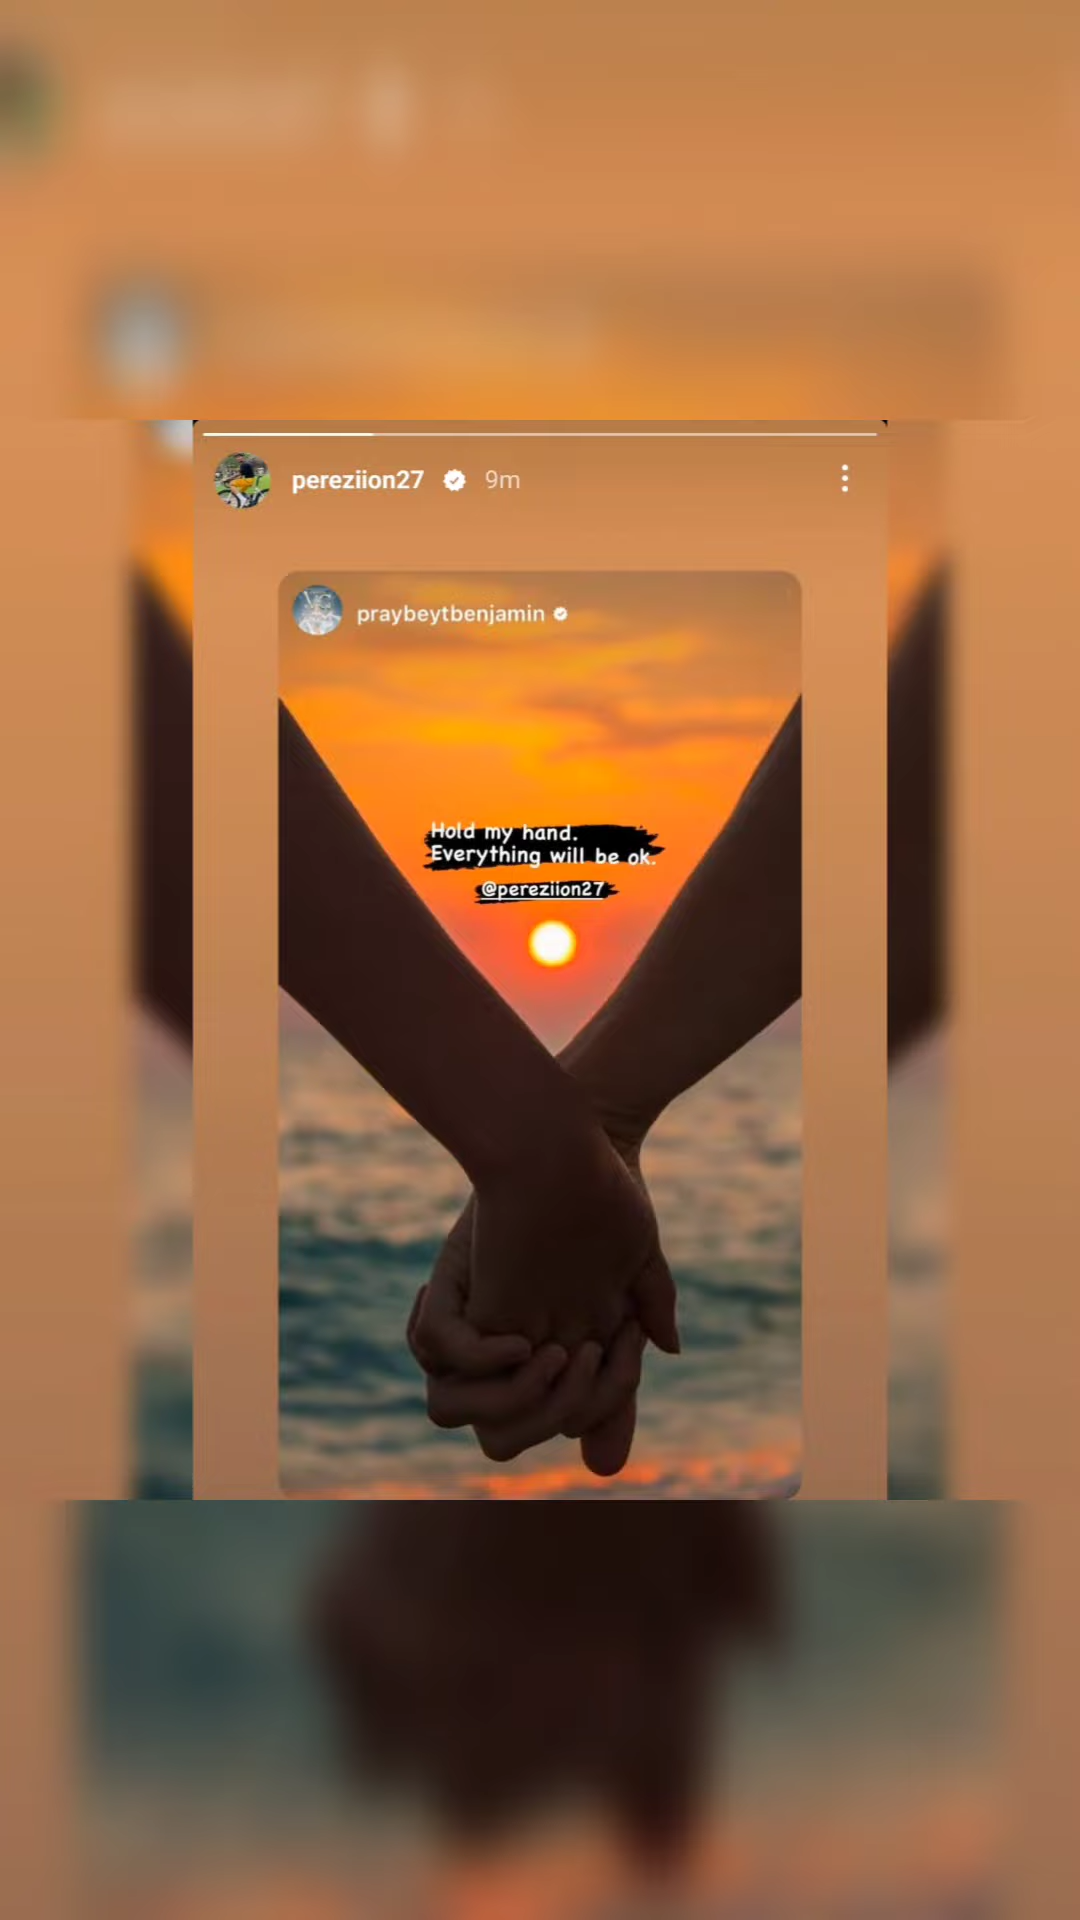 pereziion27 9m
praybeytbenjamin
Hold my hand.
Everything will be ok.
@pereziion27